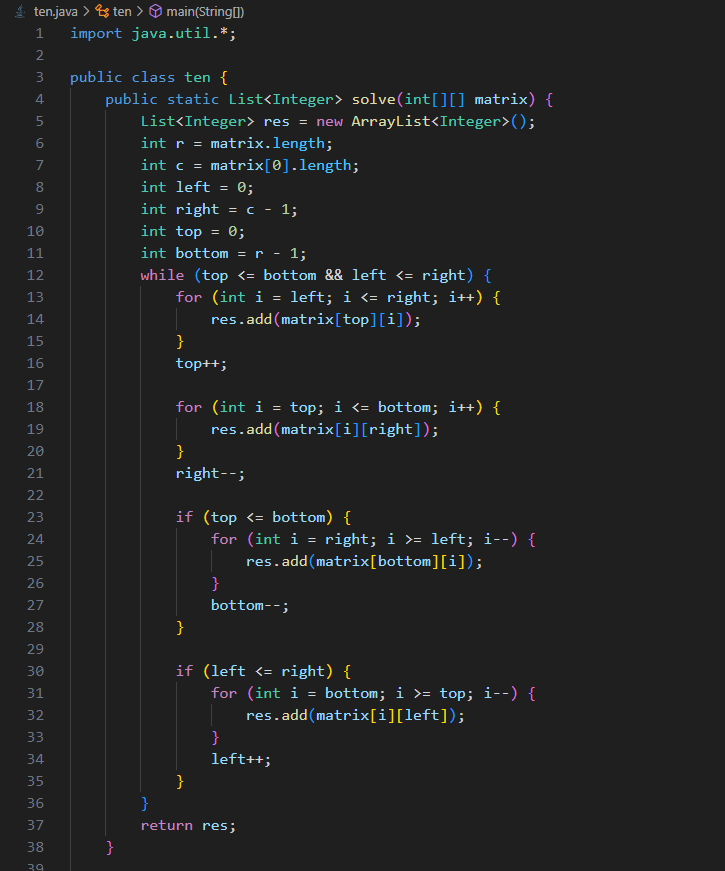 ten.java > ten > main(String[])
1 import java.util.*;
2
3 public class ten {
4     public static List<Integer> solve(int[][] matrix) {
5         List<Integer> res = new ArrayList<Integer>();
6         int r = matrix.length;
7         int c = matrix[0].length;
8         int left = 0;
9         int right = c - 1;
10         int top = 0;
11         int bottom = r - 1;
12         while (top <= bottom && left <= right) {
13             for (int i = left; i <= right; i++) {
14                 res.add(matrix[top][i]);
15             }
16             top++;
17
18             for (int i = top; i <= bottom; i++) {
19                 res.add(matrix[i][right]);
20             }
21             right--;
22
23             if (top <= bottom) {
24                 for (int i = right; i >= left; i--) {
25                     res.add(matrix[bottom][i]);
26                 }
27                 bottom--;
28             }
29
30             if (left <= right) {
31                 for (int i = bottom; i >= top; i--) {
32                     res.add(matrix[i][left]);
33                 }
34                 left++;
35             }
36         }
37         return res;
38     }
39